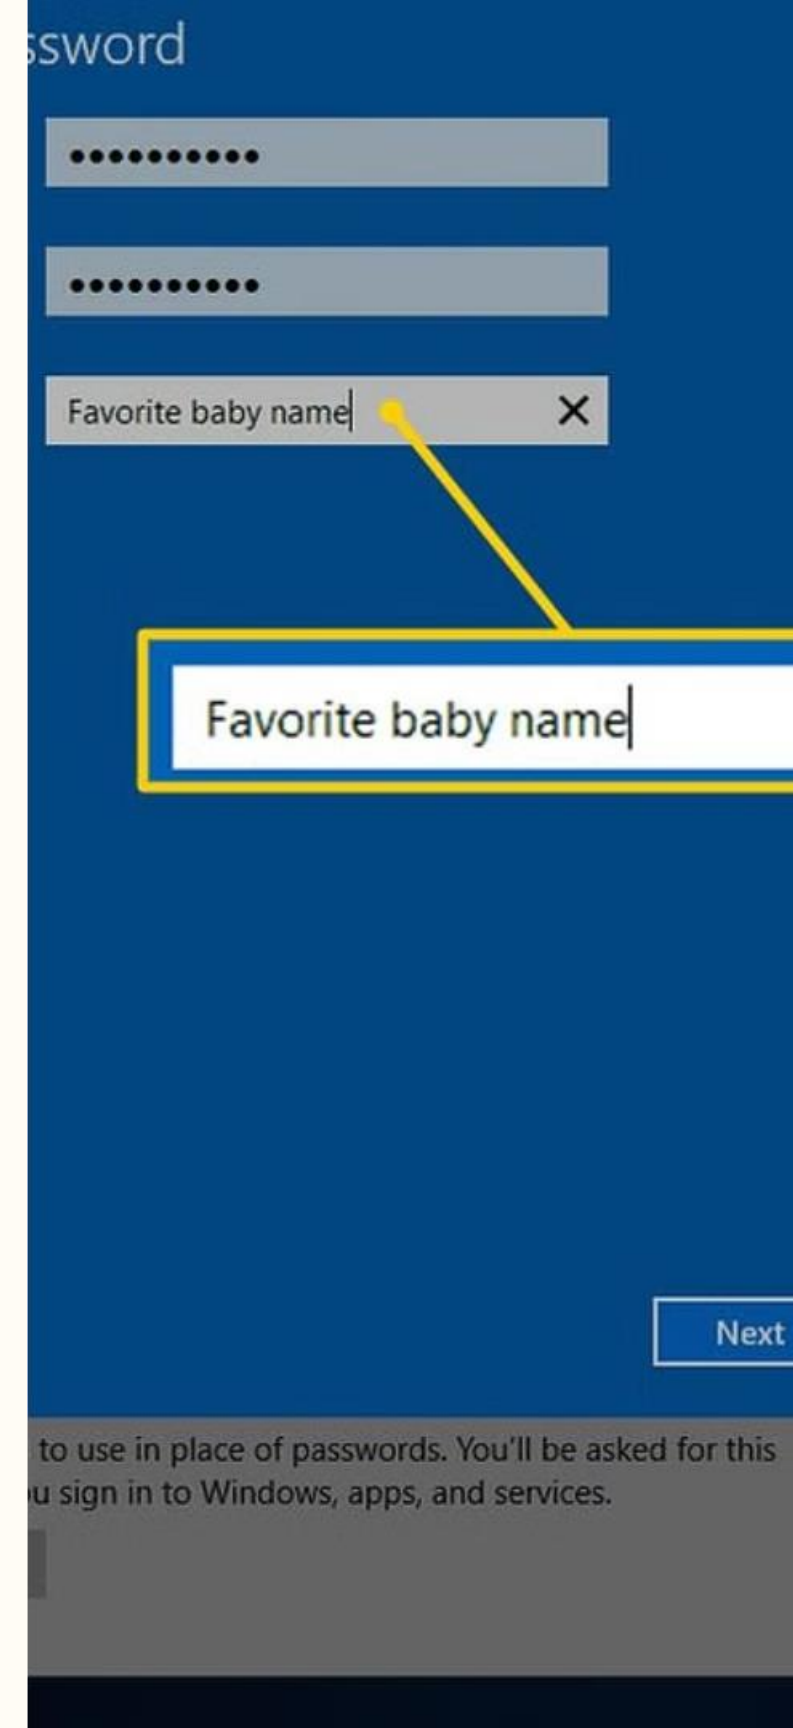 ssword
••••••••••
••••••••••
Favorite baby name
Favorite baby name
Next
to use in place of passwords. You'll be asked for this
u sign in to Windows, apps, and services.